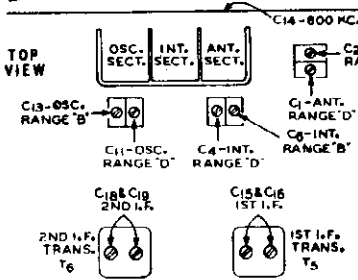 C14-600 KC.
TOP
VIEW
OSC.
SECT.
INT.
SECT.
ANT.
SECT.
C13-OSC.
RANGE "B"
C11-OSC.
RANGE "D"
C4-INT.
RANGE "D"
C6-INT.
RANGE "B"
C1-ANT.
RANGE "D"
C18 & C19
2ND I.F.
C15 & C16
1ST I.F.
2ND I.F.
TRANS.
T6
1ST I.F.
TRANS.
T5